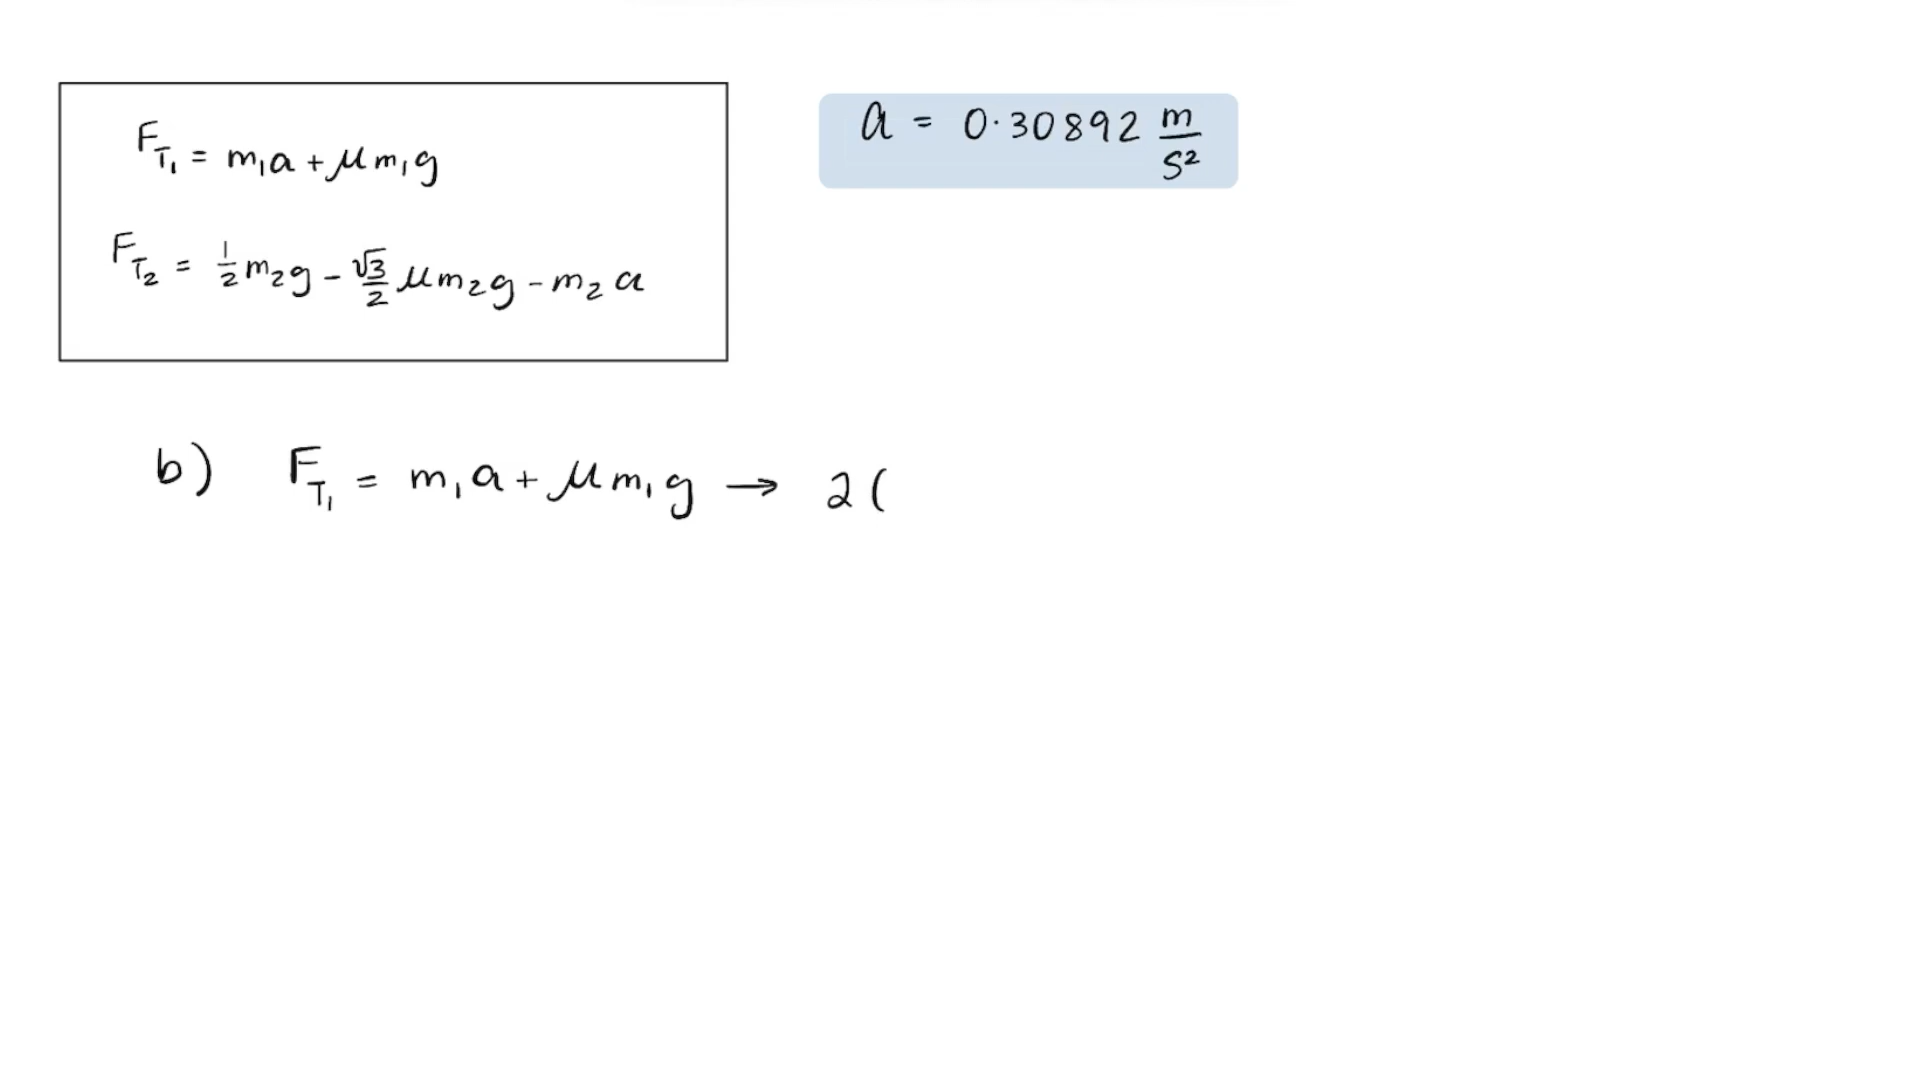 F_T₁ = m₁a + μm₁g
a = 0.30892 m/s²
F_T₂ = ½m₂g - √3/2 μm₂g - m₂a
b) F_T₁ = m₁a + μm₁g → 2(